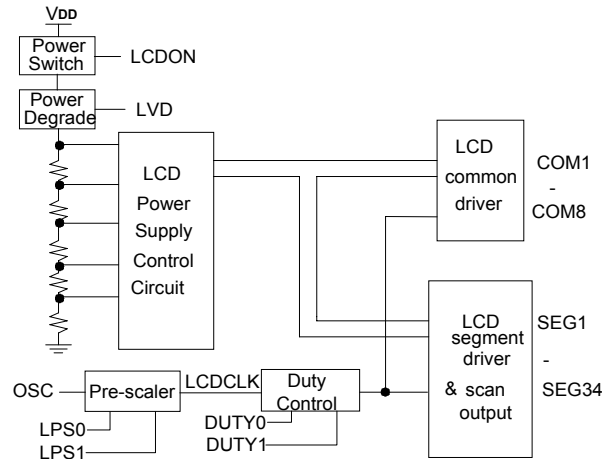 VDD
Power
Switch
LCDON
Power
Degrade
LVD
LCD
Power
Supply
Control
Circuit
LCD
common
driver
COM1
-
COM8
LCD
segment
driver
& scan
output
SEG1
-
SEG34
OSC
Pre-scaler
LCDCLK
Duty
Control
LPS0
LPS1
DUTY0
DUTY1